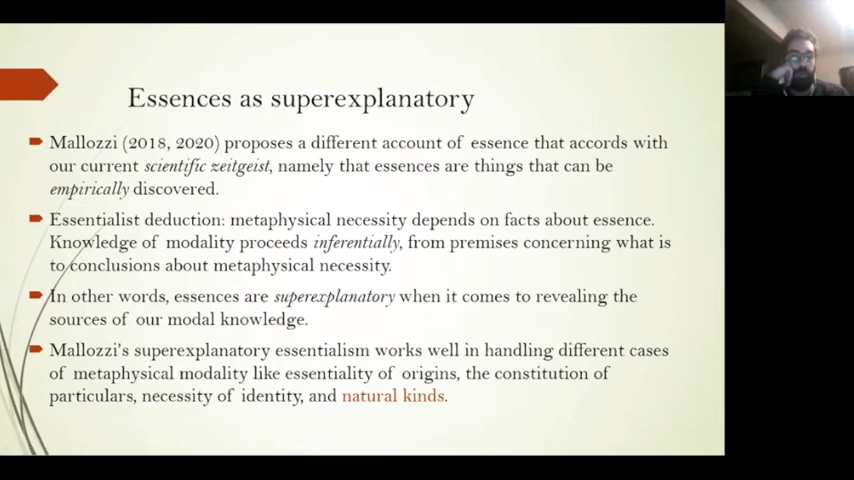 Essences as superexplanatory
Mallozzi (2018, 2020) proposes a different account of essence that accords with
our current scientific zeitgeist, namely that essences are things that can be
empirically discovered.
Essentialist deduction: metaphysical necessity depends on facts about essence.
Knowledge of modality proceeds inferentially, from premises concerning what is
to conclusions about metaphysical necessity.
In other words, essences are superexplanatory when it comes to revealing the
sources of our modal knowledge.
Mallozzi's superexplanatory essentialism works well in handling different cases
of metaphysical modality like essentiality of origins, the constitution of
particulars, necessity of identity, and natural kinds.